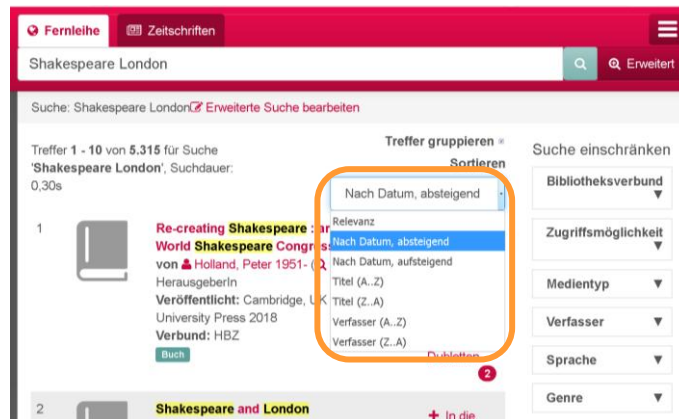 Fernleihe
Zeitschriften
Shakespeare London
Erweitert
Suche: Shakespeare London Erweiterte Suche bearbeiten
Treffer 1 - 10 von 5.315 für Suche
'Shakespeare London', Suchdauer:
0,30s
Treffer gruppieren
Sortieren
Nach Datum, absteigend
Relevanz
Nach Datum, absteigend
Nach Datum, aufsteigend
Titel (A..Z)
Titel (Z..A)
Verfasser (A..Z)
Verfasser (Z..A)
1
Re-creating Shakespeare :
World Shakespeare
von Holland, Peter 1951- (
HerausgeberIn
Veröffentlicht: Cambridge,
University Press 2018
Verbund: HBZ
Buch
Dubletten
2
2
Shakespeare and London
+ In die
Suche einschränken
Bibliotheksverbund
Zugriffsmöglichkeit
Medientyp
Verfasser
Sprache
Genre